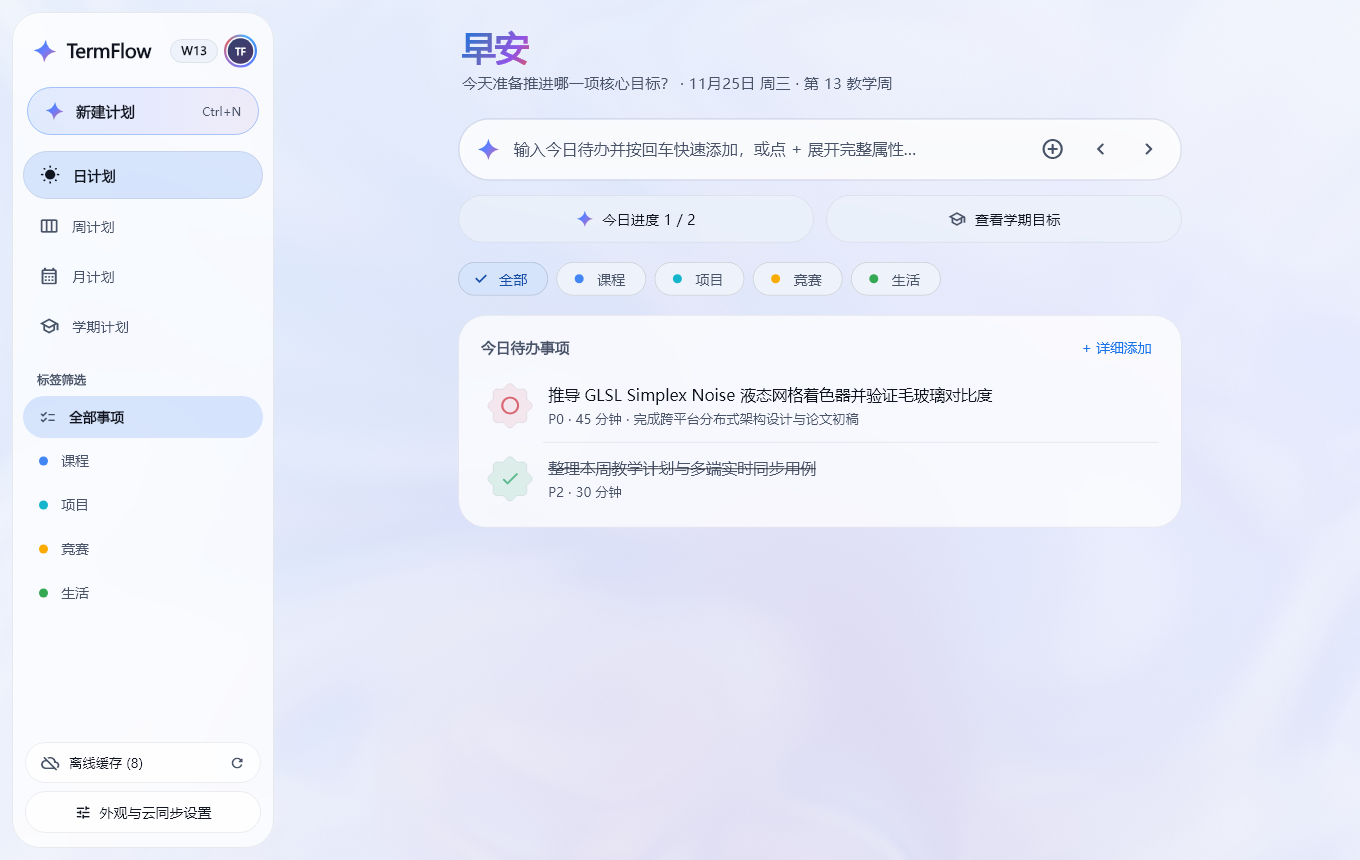 TermFlow W13 TF
新建计划 Ctrl+N
日计划
周计划
月计划
学期计划
标签筛选
全部事项
课程
项目
竞赛
生活
离线缓存 (8)
外观与云同步设置
早安
今天准备推进哪一项核心目标？ · 11月25日 周三 · 第 13 教学周
输入今日待办并按回车快速添加，或点 + 展开完整属性...
今日进度 1 / 2 查看学期目标
全部 课程 项目 竞赛 生活
今日待办事项 + 详细添加
推导 GLSL Simplex Noise 液态网格着色器并验证毛玻璃对比度
P0 · 45 分钟 · 完成跨平台分布式架构设计与论文初稿
整理本周教学计划与多端实时同步用例
P2 · 30 分钟